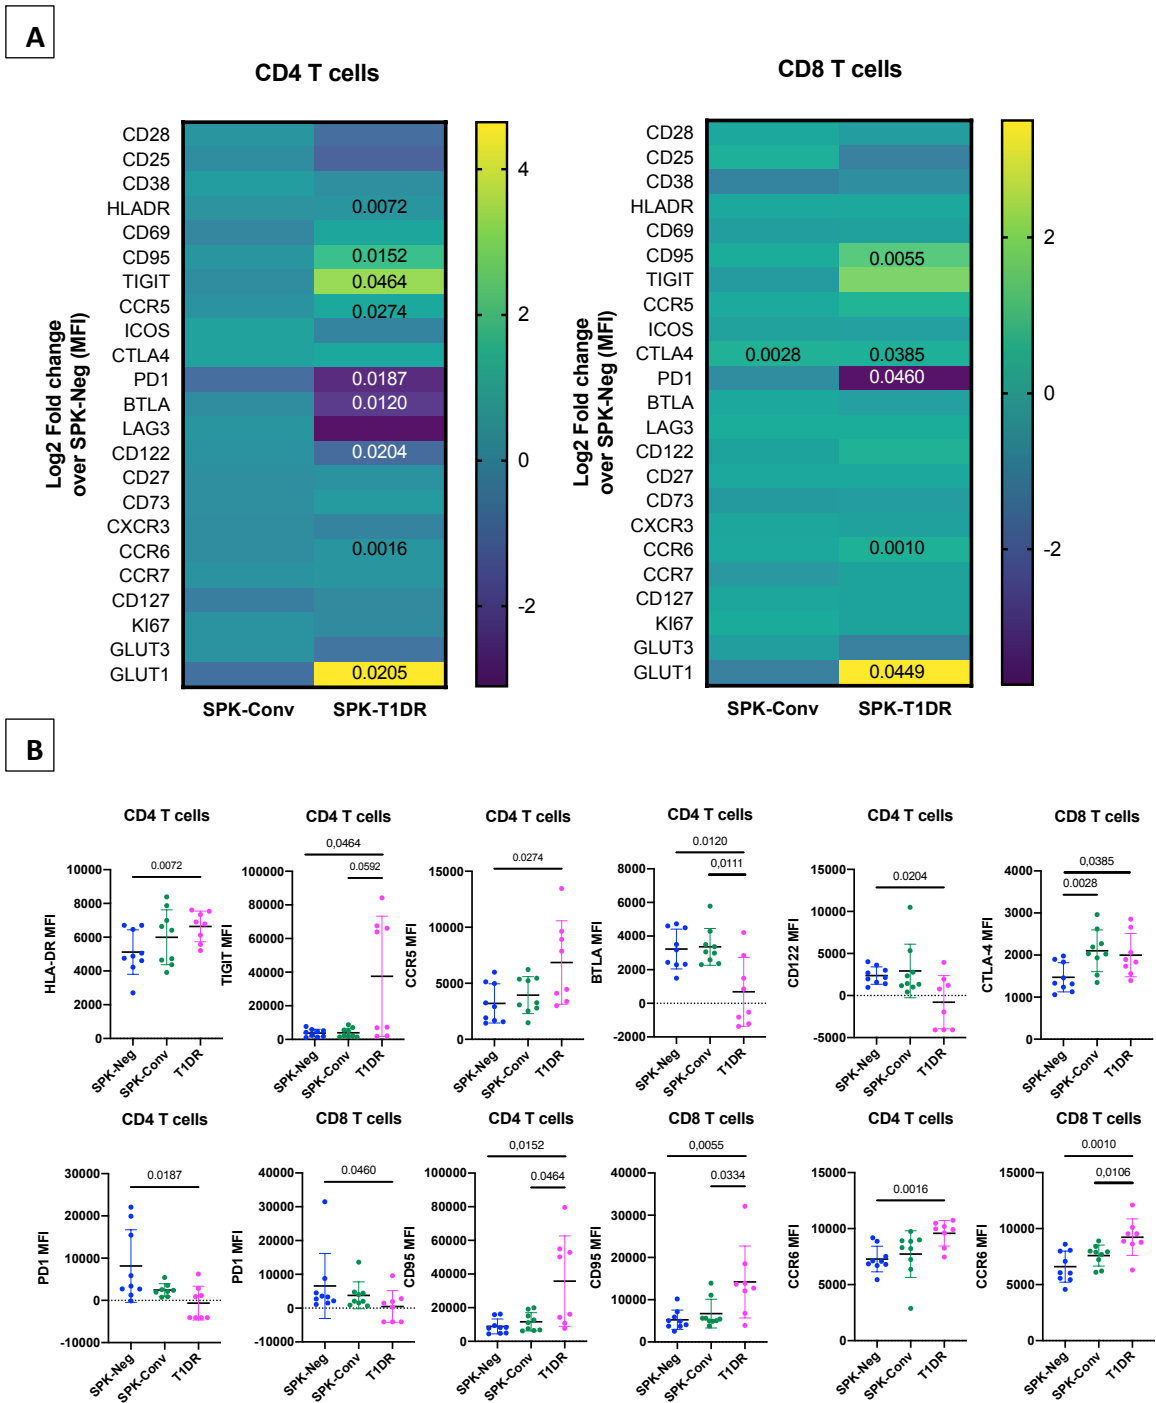 A
CD4 T cells
CD8 T cells
Log2 Fold change
over SPK-Neg (MFI)
CD28
CD25
CD38
HLADR 0.0072
CD69
CD95 0.0152
TIGIT 0.0464
CCR5 0.0274
ICOS
CTLA4
PD1 0.0187
BTLA 0.0120
LAG3
CD122 0.0204
CD27
CD73
CXCR3
CCR6 0.0016
CCR7
CD127
KI67
GLUT3
GLUT1 0.0205
SPK-Conv SPK-T1DR
4
2
0
-2
Log2 Fold change
over SPK-Neg (MFI)
CD28
CD25
CD38
HLADR
CD69
CD95 0.0055
TIGIT
CCR5
ICOS
CTLA4 0.0028 0.0385
PD1 0.0460
BTLA
LAG3
CD122
CD27
CD73
CXCR3
CCR6 0.0010
CCR7
CD127
KI67
GLUT3
GLUT1 0.0449
SPK-Conv SPK-T1DR
2
0
-2
B
CD4 T cells
0.0072
HLA-DR MFI
10000
8000
6000
4000
2000
0
SPK-Neg SPK-Conv T1DR
CD4 T cells
0,0464
0.0592
TIGIT MFI
100000
80000
60000
40000
20000
0
SPK-Neg SPK-Conv T1DR
CD4 T cells
0.0274
CCR5 MFI
15000
10000
5000
0
SPK-Neg SPK-Conv T1DR
CD4 T cells
0.0120
0,0111
BTLA MFI
8000
6000
4000
2000
0
-2000
SPK-Neg SPK-Conv T1DR
CD4 T cells
0.0204
CD122 MFI
15000
10000
5000
0
-5000
SPK-Neg SPK-Conv T1DR
CD8 T cells
0,0385
0.0028
CTLA-4 MFI
4000
3000
2000
1000
0
SPK-Neg SPK-Conv T1DR
CD4 T cells
0.0187
PD1 MFI
30000
20000
10000
0
-10000
SPK-Neg SPK-Conv T1DR
CD8 T cells
0.0460
PD1 MFI
40000
30000
20000
10000
0
-10000
SPK-Neg SPK-Conv T1DR
CD4 T cells
0,0152
0.0464
CD95 MFI
100000
80000
60000
40000
20000
0
SPK-Neg SPK-Conv T1DR
CD8 T cells
0,0055
0.0334
CD95 MFI
40000
30000
20000
10000
0
SPK-Neg SPK-Conv T1DR
CD4 T cells
0.0016
CCR6 MFI
15000
10000
5000
0
SPK-Neg SPK-Conv T1DR
CD8 T cells
0.0010
0,0106
CCR6 MFI
15000
10000
5000
0
SPK-Neg SPK-Conv T1DR